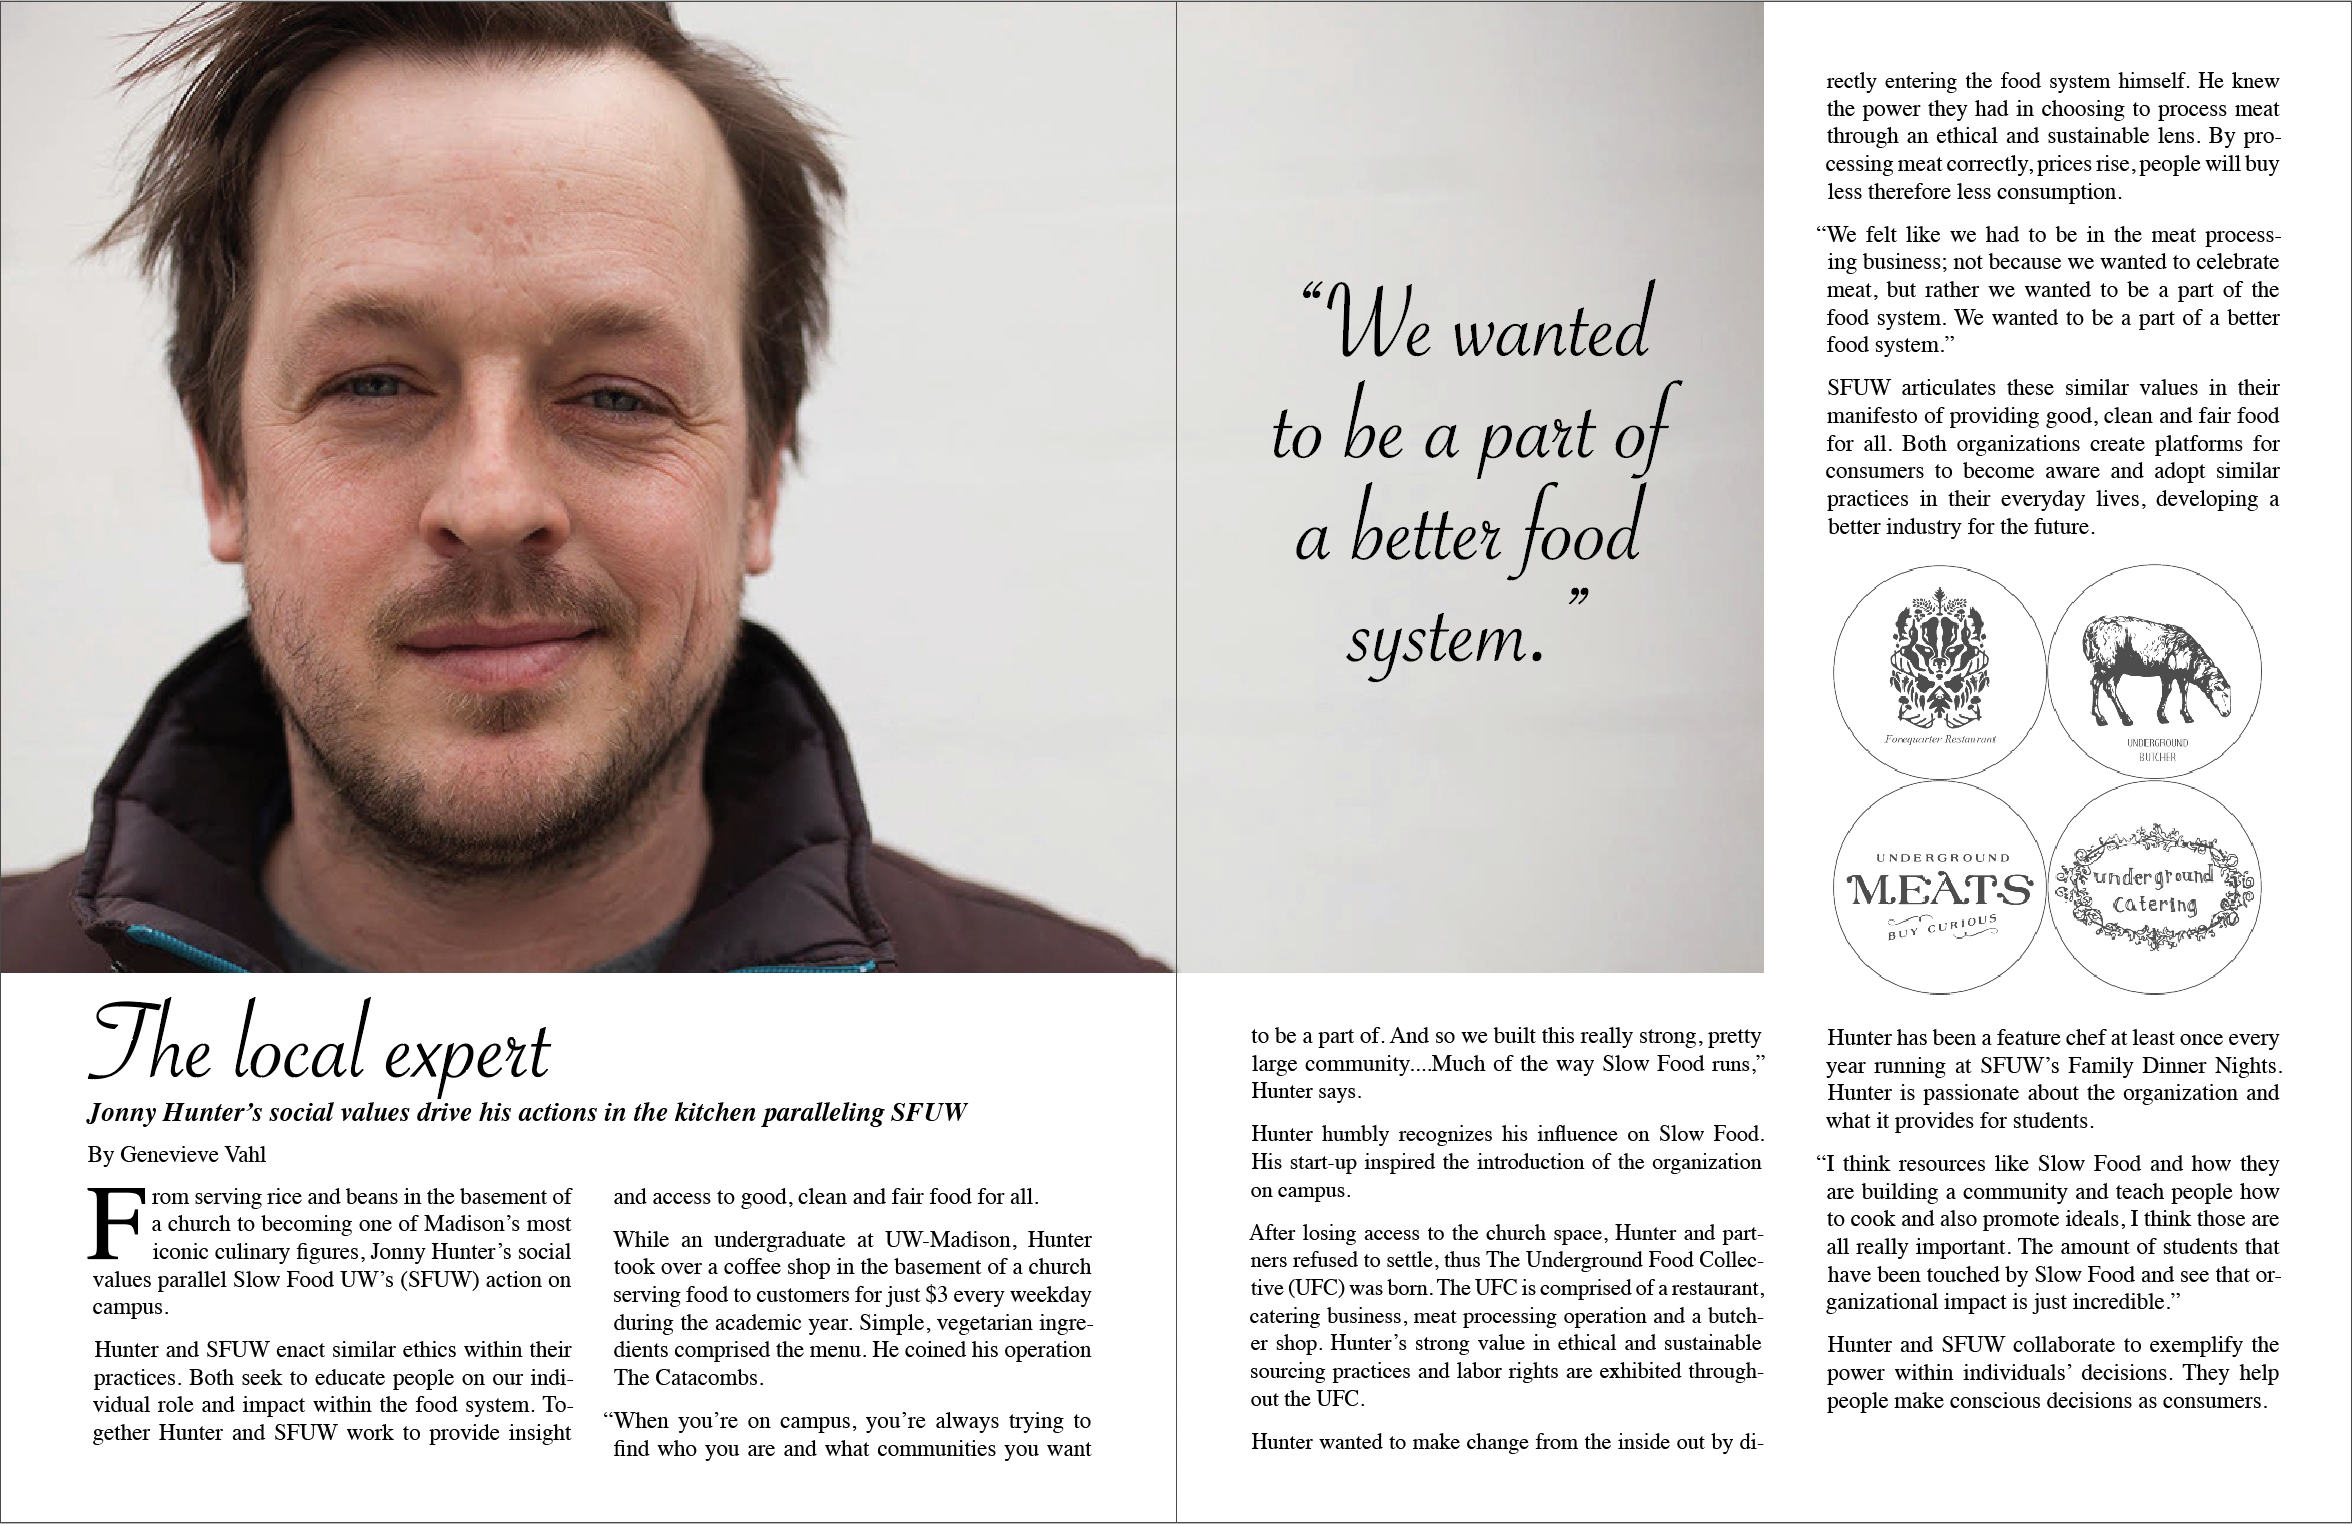 “We wanted
to be a part of
a better food
system.”
The local expert
Jonny Hunter’s social values drive his actions in the kitchen paralleling SFUW
By Genevieve Vahl
From serving rice and beans in the basement of
a church to becoming one of Madison’s most
iconic culinary figures, Jonny Hunter’s social
values parallel Slow Food UW’s (SFUW) action on
campus.
Hunter and SFUW enact similar ethics within their
practices. Both seek to educate people on our indi-
vidual role and impact within the food system. To-
gether Hunter and SFUW work to provide insight
and access to good, clean and fair food for all.
While an undergraduate at UW-Madison, Hunter
took over a coffee shop in the basement of a church
serving food to customers for just $3 every weekday
during the academic year. Simple, vegetarian ingre-
dients comprised the menu. He coined his operation
The Catacombs.
“When you’re on campus, you’re always trying to
find who you are and what communities you want
to be a part of. And so we built this really strong, pretty
large community....Much of the way Slow Food runs,”
Hunter says.
Hunter humbly recognizes his influence on Slow Food.
His start-up inspired the introduction of the organization
on campus.
After losing access to the church space, Hunter and part-
ners refused to settle, thus The Underground Food Collec-
tive (UFC) was born. The UFC is comprised of a restaurant,
catering business, meat processing operation and a butch-
er shop. Hunter’s strong value in ethical and sustainable
sourcing practices and labor rights are exhibited through-
out the UFC.
Hunter wanted to make change from the inside out by di-
rectly entering the food system himself. He knew
the power they had in choosing to process meat
through an ethical and sustainable lens. By pro-
cessing meat correctly, prices rise, people will buy
less therefore less consumption.
“We felt like we had to be in the meat process-
ing business; not because we wanted to celebrate
meat, but rather we wanted to be a part of the
food system. We wanted to be a part of a better
food system.”
SFUW articulates these similar values in their
manifesto of providing good, clean and fair food
for all. Both organizations create platforms for
consumers to become aware and adopt similar
practices in their everyday lives, developing a
better industry for the future.
Forequarter Restaurant
UNDERGROUND
BUTCHER
UNDERGROUND
MEATS
BUY CURIOUS
underground
Catering
Hunter has been a feature chef at least once every
year running at SFUW’s Family Dinner Nights.
Hunter is passionate about the organization and
what it provides for students.
“I think resources like Slow Food and how they
are building a community and teach people how
to cook and also promote ideals, I think those are
all really important. The amount of students that
have been touched by Slow Food and see that or-
ganizational impact is just incredible.”
Hunter and SFUW collaborate to exemplify the
power within individuals’ decisions. They help
people make conscious decisions as consumers.